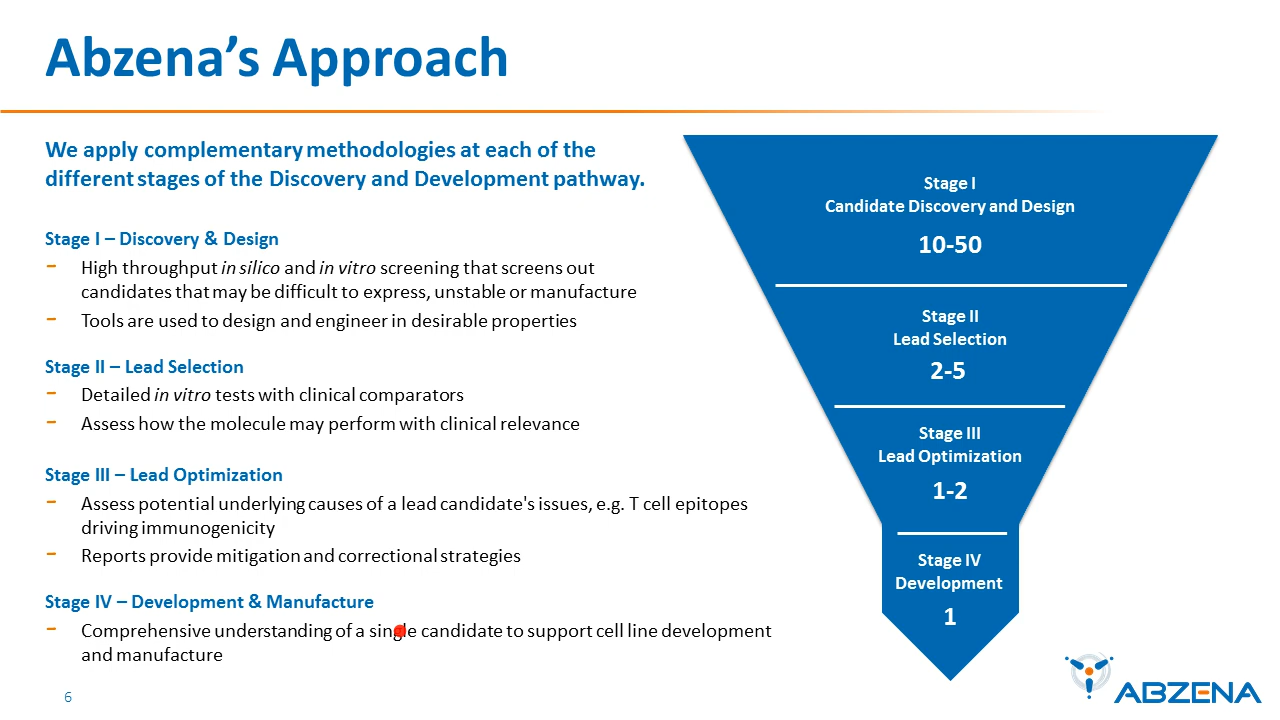 Abzena’s Approach
We apply complementary methodologies at each of the
different stages of the Discovery and Development pathway.
Stage I – Discovery & Design
- High throughput in silico and in vitro screening that screens out
candidates that may be difficult to express, unstable or manufacture
- Tools are used to design and engineer in desirable properties
Stage II – Lead Selection
- Detailed in vitro tests with clinical comparators
- Assess how the molecule may perform with clinical relevance
Stage III – Lead Optimization
- Assess potential underlying causes of a lead candidate's issues, e.g. T cell epitopes
driving immunogenicity
- Reports provide mitigation and correctional strategies
Stage IV – Development & Manufacture
- Comprehensive understanding of a single candidate to support cell line development
and manufacture
Stage I
Candidate Discovery and Design
10-50
Stage II
Lead Selection
2-5
Stage III
Lead Optimization
1-2
Stage IV
Development
1
6
ABZENA